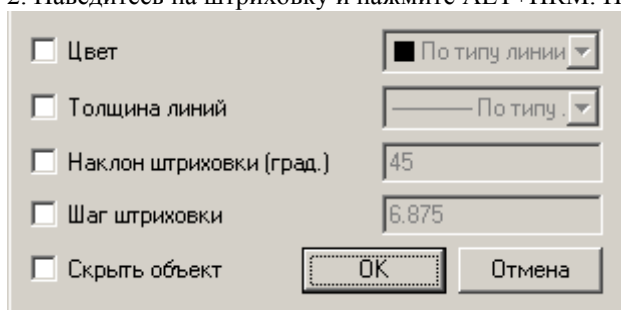 2. Наведитесь на штриховку и нажмите ALT+ПКМ. П
Цвет По типу линии
Толщина линий По типу .
Наклон штриховки (град.) 45
Шаг штриховки 6.875
Скрыть объект OK Отмена